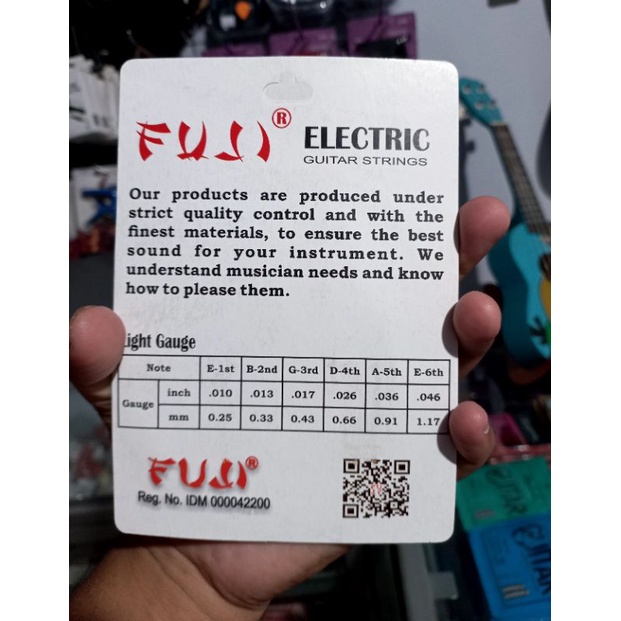 FUJI®
ELECTRIC
GUITAR STRINGS
Our products are produced under
strict quality control and with the
finest materials, to ensure the best
sound for your instrument. We
understand musician needs and know
how to please them.
Light Gauge
Note E-1st B-2nd G-3rd D-4th A-5th E-6th
Gauge
inch .010 .013 .017 .026 .036 .046
mm 0.25 0.33 0.43 0.66 0.91 1.17
FUJI®
Reg. No. IDM 000042200